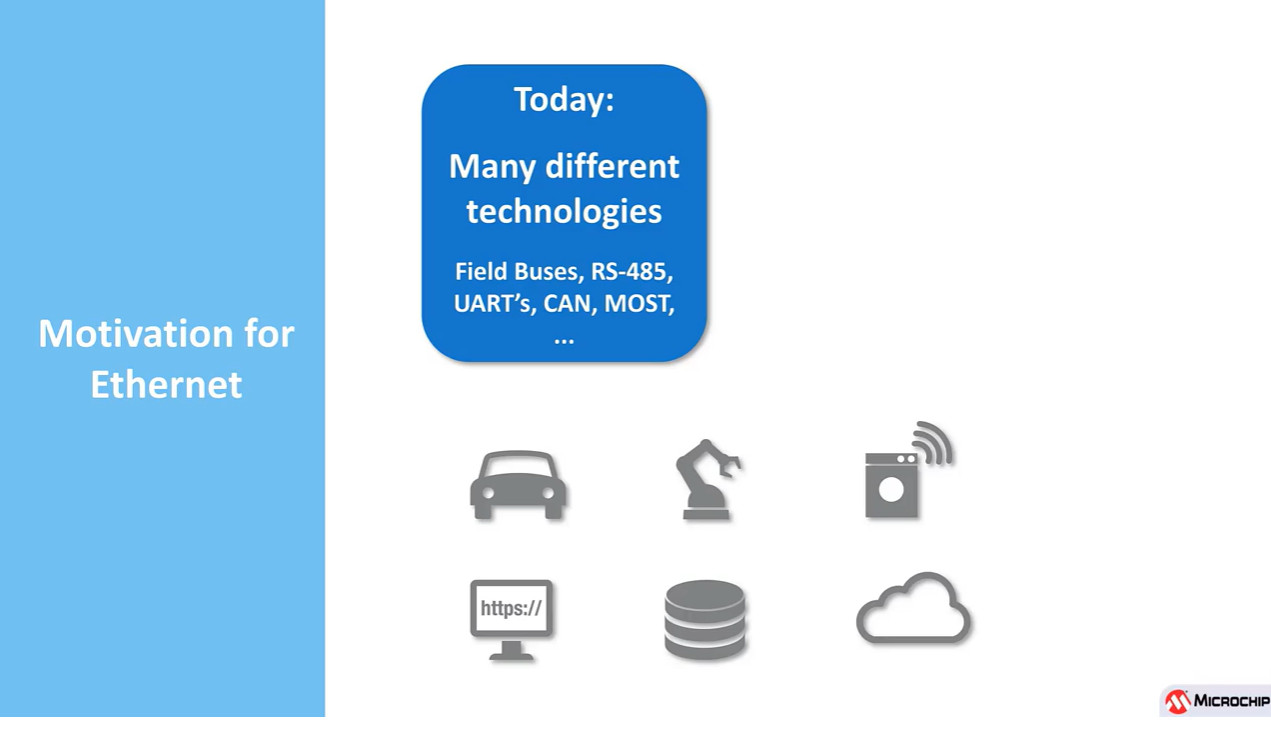 Motivation for
Ethernet
Today:
Many different
technologies
Field Buses, RS-485,
UART's, CAN, MOST,
...
https://
MICROCHIP